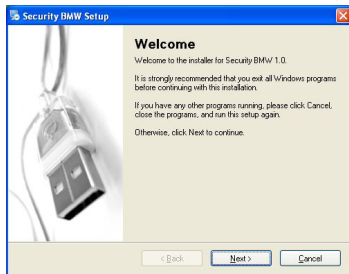 Security BMW Setup
Welcome
Welcome to the installer for Security BMW 1.0.
It is strongly recommended that you exit all Windows programs
before continuing with this installation.
If you have any other programs running, please click Cancel,
close the programs, and run this setup again.
Otherwise, click Next to continue.
< Back
Next >
Cancel